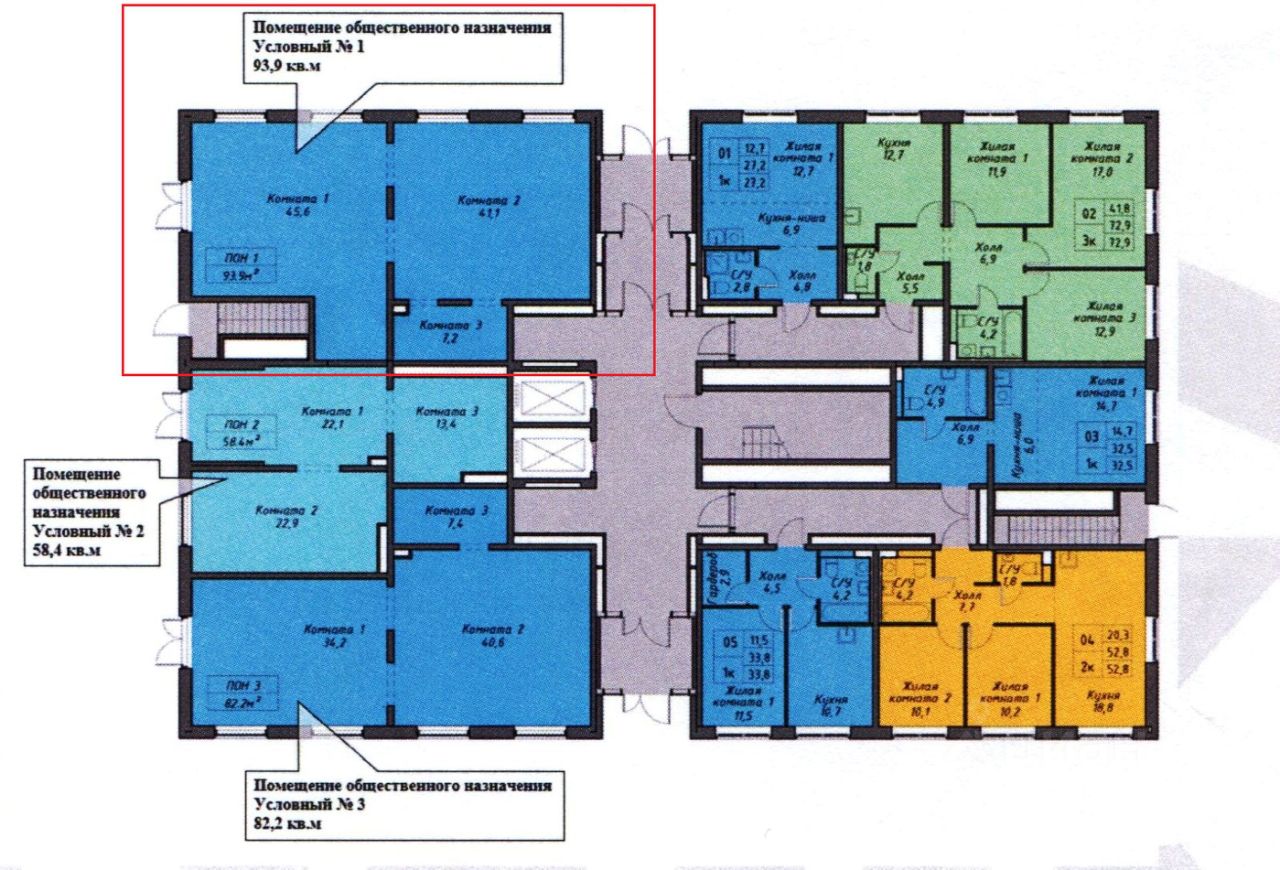 Помещение общественного назначения
Условный № 1
93,9 кв.м
Комната 1
45,6
Комната 2
41,1
ПОН 1
93.9м²
Комната 3
7,2
01
1к
12,7
27,2
27,2
Жилая
комната 1
12,7
Кухня-ниша
6,9
С/У
2,8
Холл
4,8
Кухня
12,7
С/У
1,8
Холл
5,5
Жилая
комната 1
11,9
Холл
6,9
С/У
4,2
Жилая
комната 2
17,0
02
3к
41,8
72,9
72,9
Жилая
комната 3
12,9
Комната 1
22,1
ПОН 2
58.4м²
Комната 3
13,4
Комната 2
22,9
Помещение
общественного
назначения
Условный № 2
58,4 кв.м
С/У
4,9
Холл
6,9
Кухня-ниша
6,0
Жилая
комната 1
14,7
03
1к
14,7
32,5
32,5
Комната 3
7,4
Комната 1
34,2
Комната 2
40,6
ПОН 3
82.2м²
Гардероб
2,9
Холл
4,5
С/У
4,2
05
1к
11,5
33,8
33,8
Жилая
комната 1
11,5
Кухня
10,7
С/У
4,2
Холл
7,7
С/У
1,8
Жилая
комната 2
10,1
Жилая
комната 1
10,2
04
2к
20,3
52,8
52,8
Кухня
18,8
Помещение общественного назначения
Условный № 3
82,2 кв.м